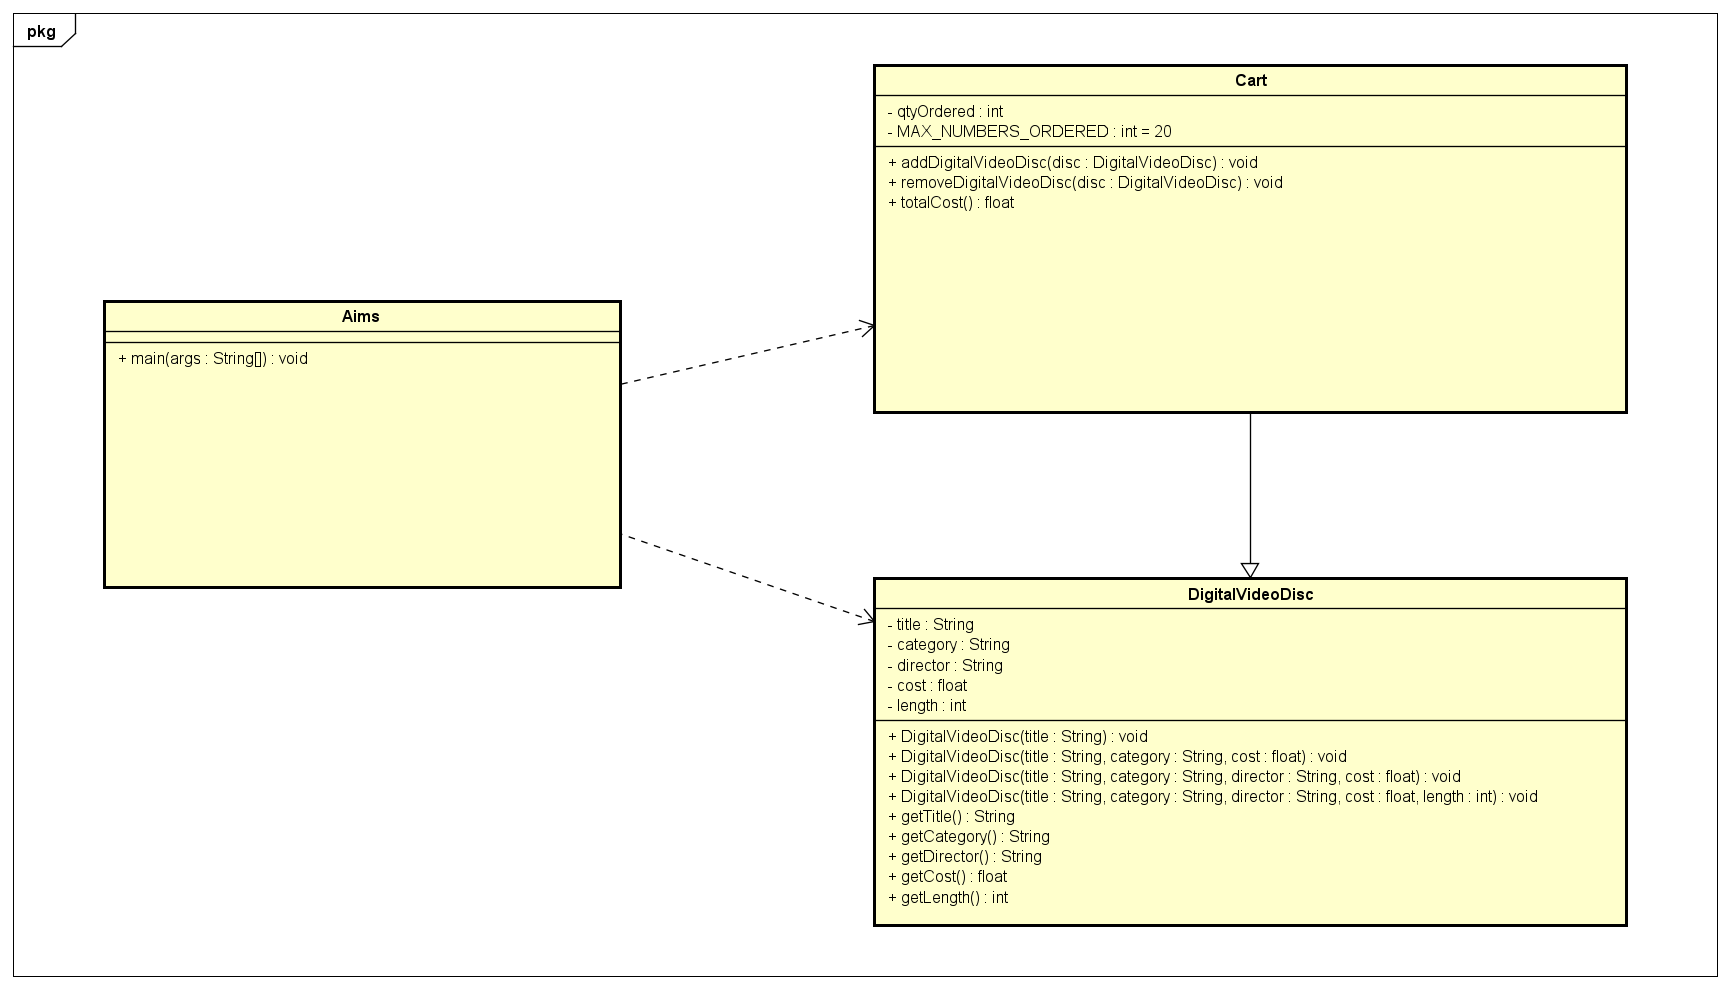 pkg
Cart
- qtyOrdered : int
- MAX_NUMBERS_ORDERED : int = 20
+ addDigitalVideoDisc(disc : DigitalVideoDisc) : void
+ removeDigitalVideoDisc(disc : DigitalVideoDisc) : void
+ totalCost() : float
Aims
+ main(args : String[]) : void
DigitalVideoDisc
- title : String
- category : String
- director : String
- cost : float
- length : int
+ DigitalVideoDisc(title : String) : void
+ DigitalVideoDisc(title : String, category : String, cost : float) : void
+ DigitalVideoDisc(title : String, category : String, director : String, cost : float) : void
+ DigitalVideoDisc(title : String, category : String, director : String, cost : float, length : int) : void
+ getTitle() : String
+ getCategory() : String
+ getDirector() : String
+ getCost() : float
+ getLength() : int